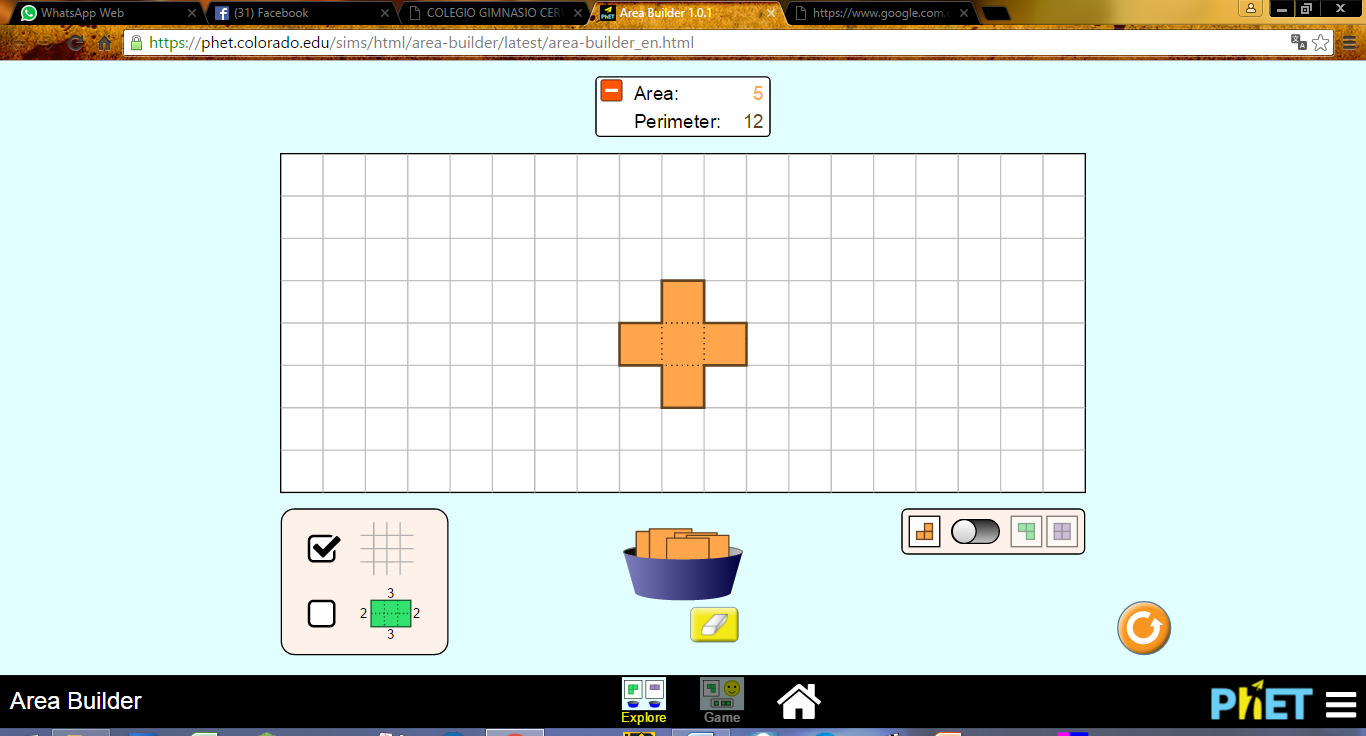 WhatsApp Web
(31) Facebook
COLEGIO GIMNASIO CER
Area Builder 1.0.1
https://www.google.com.
https://phet.colorado.edu/sims/html/area-builder/latest/area-builder_en.html
Area: 5
Perimeter: 12
3
2 2
3
Area Builder
Explore
Game
PhET